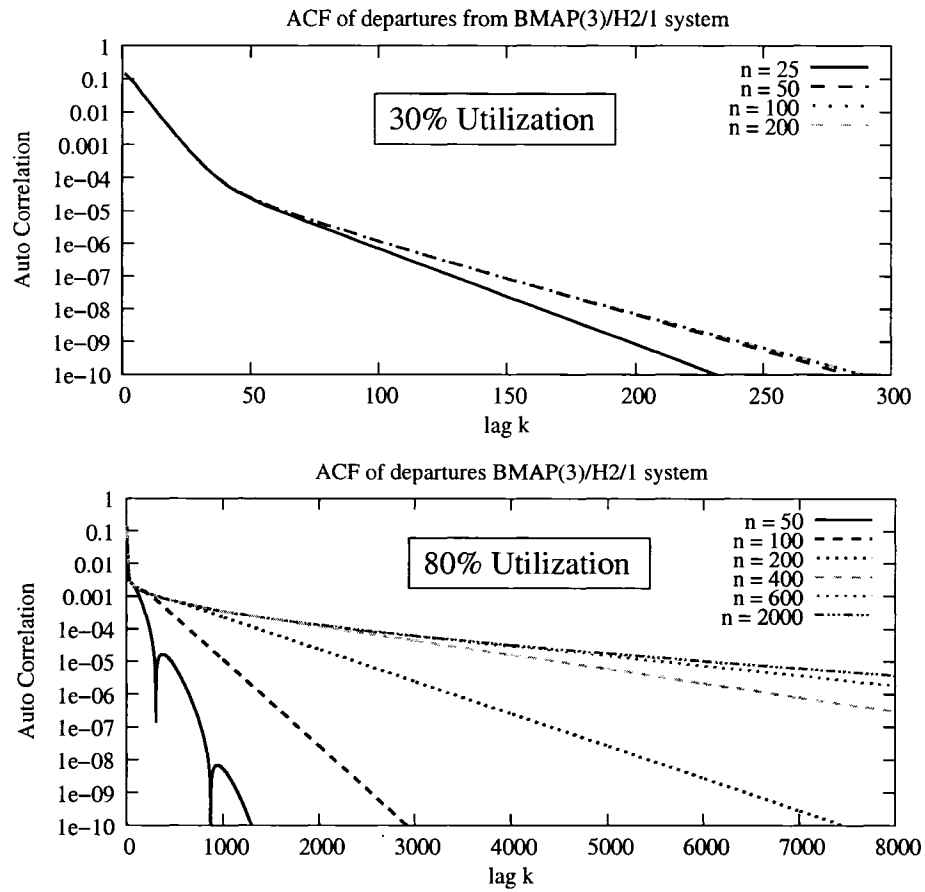 ACF of departures from BMAP(3)/H2/1 system
1
0.1
0.01
0.001
1e−04
1e−05
1e−06
1e−07
1e−08
1e−09
1e−10
Auto Correlation
30% Utilization
n = 25
n = 50
n = 100
n = 200
0 50 100 150 200 250 300
lag k
ACF of departures BMAP(3)/H2/1 system
1
0.1
0.01
0.001
1e−04
1e−05
1e−06
1e−07
1e−08
1e−09
1e−10
Auto Correlation
80% Utilization
n = 50
n = 100
n = 200
n = 400
n = 600
n = 2000
0 1000 2000 3000 4000 5000 6000 7000 8000
lag k